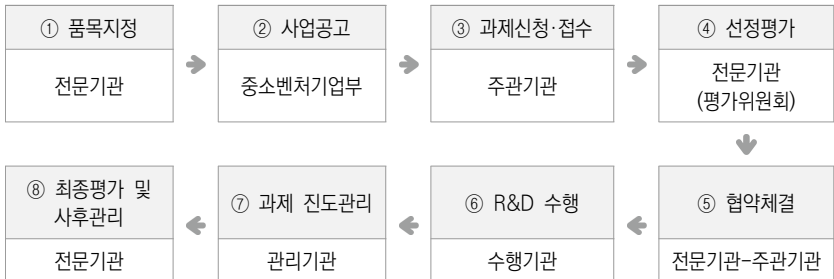 ① 품목지정
② 사업공고
③ 과제신청·접수
④ 선정평가
전문기관
중소벤처기업부
주관기관
전문기관
(평가위원회)
⑧ 최종평가 및
사후관리
⑦ 과제 진도관리
⑥ R&D 수행
⑤ 협약체결
전문기관
관리기관
수행기관
전문기관-주관기관